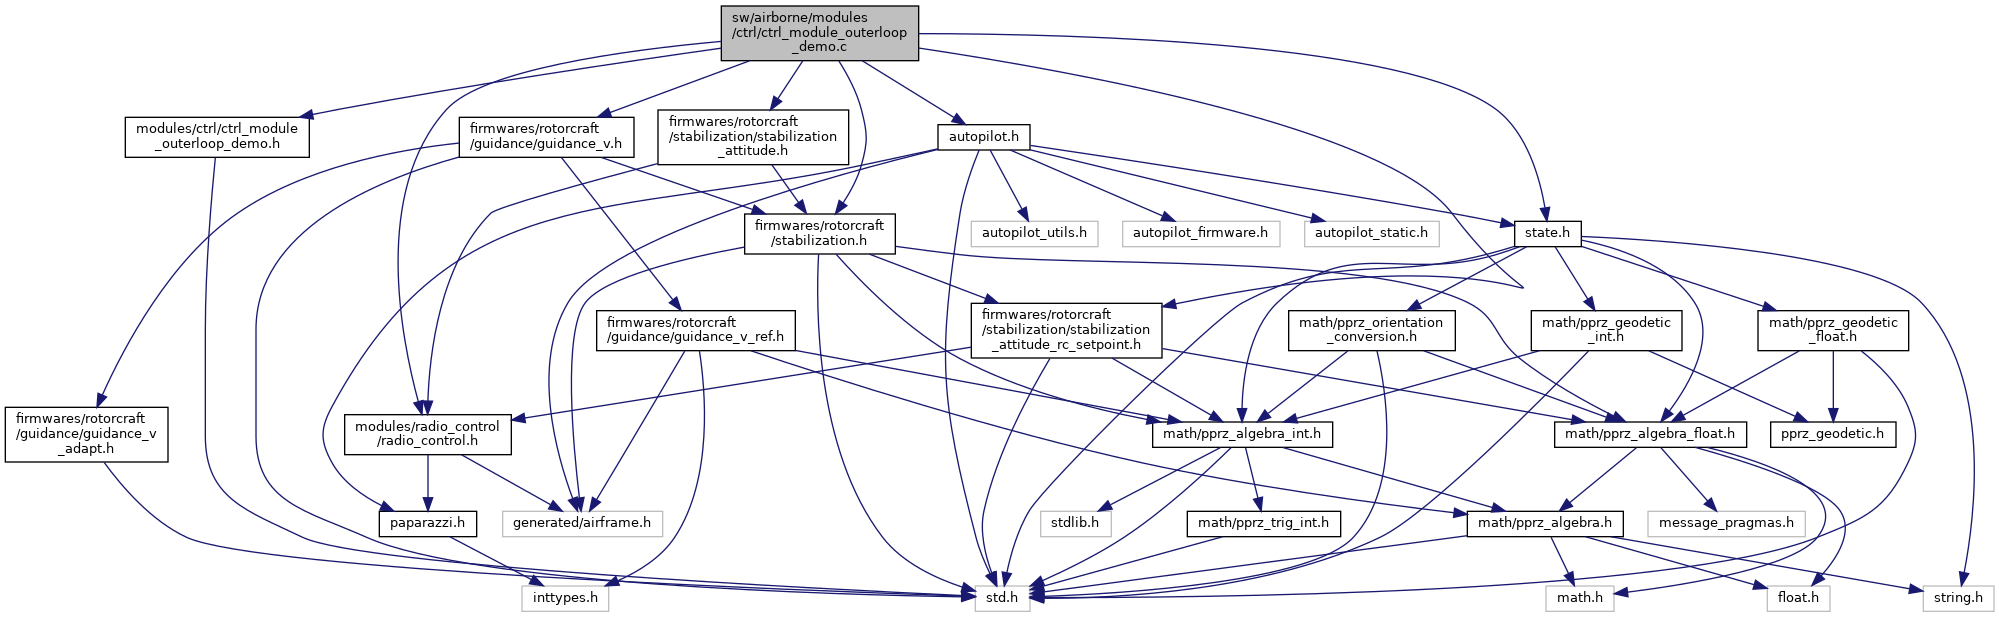 sw/airborne/modules
/ctrl/ctrl_module_outerloop
_demo.c
modules/ctrl/ctrl_module
_outerloop_demo.h
firmwares/rotorcraft
/guidance/guidance_v.h
firmwares/rotorcraft
/stabilization/stabilization
_attitude.h
autopilot.h
firmwares/rotorcraft
/stabilization.h
autopilot_utils.h
autopilot_firmware.h
autopilot_static.h
state.h
firmwares/rotorcraft
/guidance/guidance_v_ref.h
firmwares/rotorcraft
/stabilization/stabilization
_attitude_rc_setpoint.h
math/pprz_orientation
_conversion.h
math/pprz_geodetic
_int.h
math/pprz_geodetic
_float.h
firmwares/rotorcraft
/guidance/guidance_v
_adapt.h
modules/radio_control
/radio_control.h
math/pprz_algebra_int.h
math/pprz_algebra_float.h
pprz_geodetic.h
paparazzi.h
generated/airframe.h
stdlib.h
math/pprz_trig_int.h
math/pprz_algebra.h
message_pragmas.h
inttypes.h
std.h
math.h
float.h
string.h